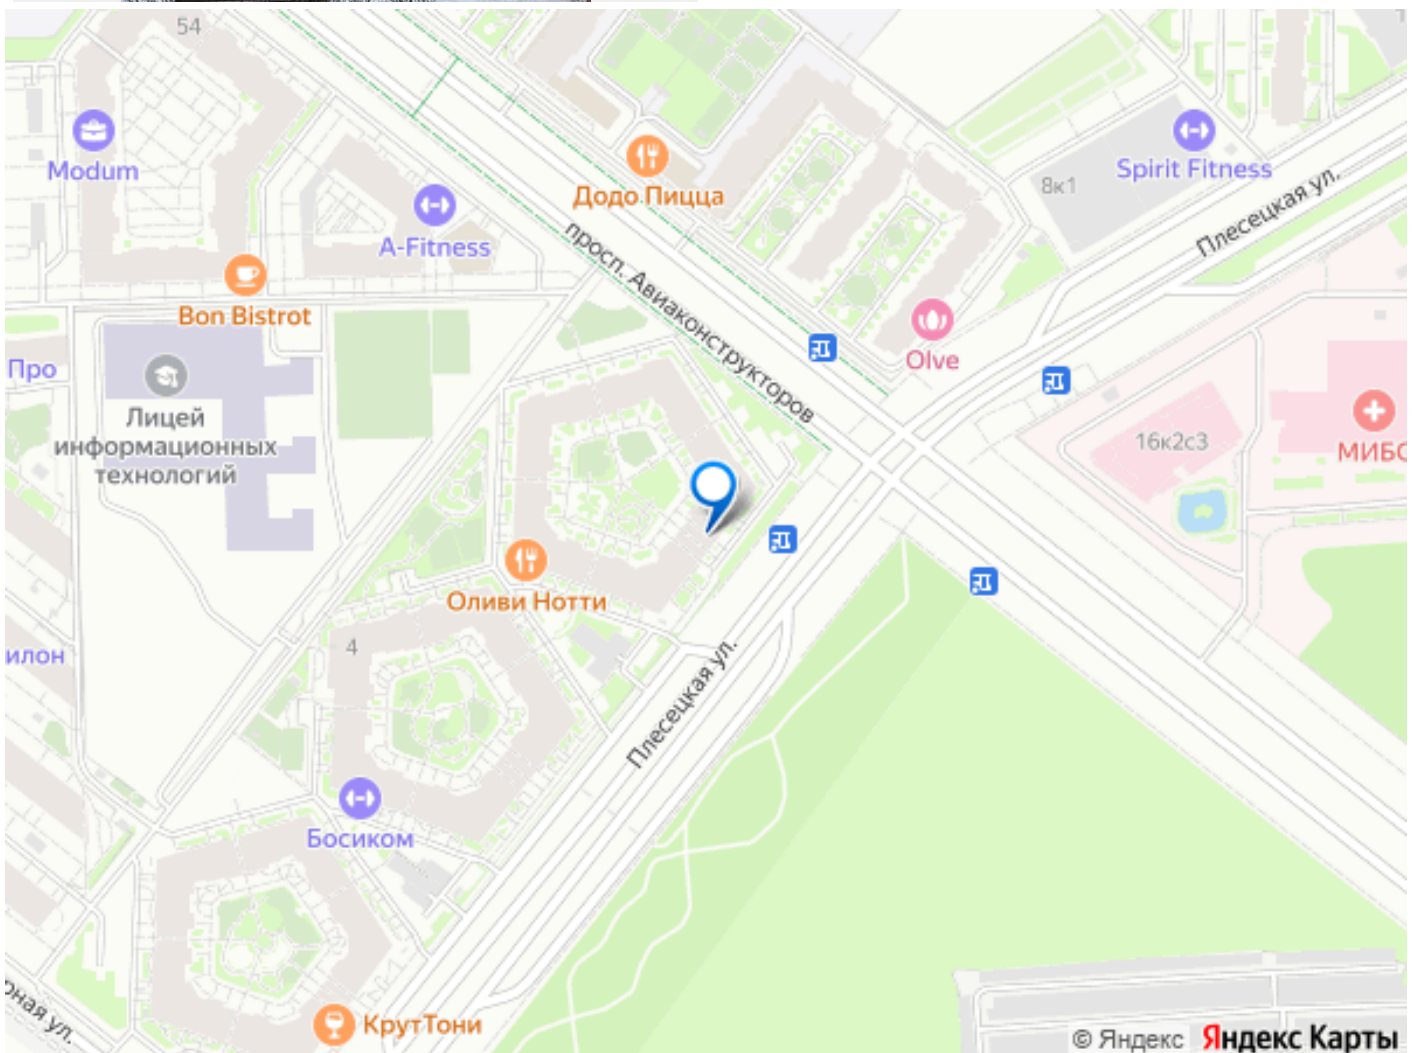 54
Modum
Додо Пицца
A-Fitness
Bon Bistrot
просп. Авиаконструкторов
8к1
Spirit Fitness
Плесецкая ул.
Olve
Про
Лицей
информационных
технологий
16к2с3
МИБС
Оливи Нотти
4
илон
Плесецкая ул.
Босиком
КрутТони
рная ул.
© Яндекс Яндекс Карты